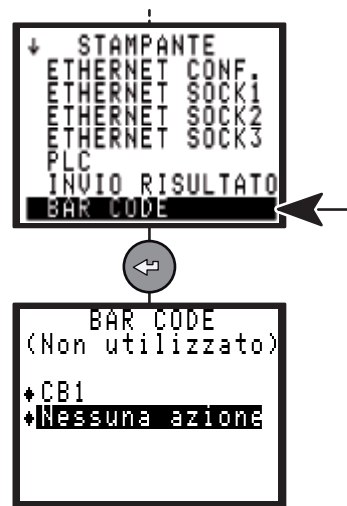 STAMPANTE
ETHERNET CONF.
ETHERNET SOCK1
ETHERNET SOCK2
ETHERNET SOCK3
PLC
INVIO RISULTATO
BAR CODE
BAR CODE
(Non utilizzato)
CB1
Nessuna azione